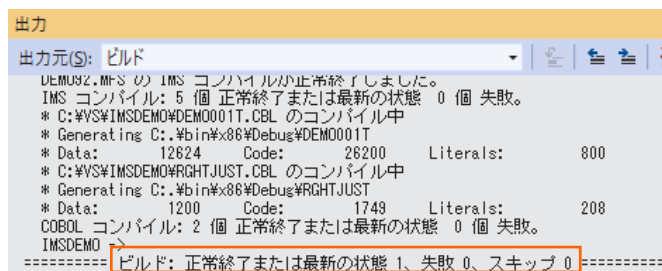 出力
出力元(S): ビルド
DEMO92.MFS の IMS コンパイルが正常終了しました。
IMS コンパイル: 5 個 正常終了または最新の状態 0 個 失敗。
* C:¥VS¥IMSDEMO¥DEMO001T.CBL のコンパイル中
* Generating C:.¥bin¥x86¥Debug¥DEMO001T
* Data: 12624 Code: 26200 Literals: 800
* C:¥VS¥IMSDEMO¥RGHTJUST.CBL のコンパイル中
* Generating C:.¥bin¥x86¥Debug¥RGHTJUST
* Data: 1200 Code: 1749 Literals: 208
COBOL コンパイル: 2 個 正常終了または最新の状態 0 個 失敗。
IMSDEMO ->
========== ビルド: 正常終了または最新の状態 1、失敗 0、スキップ 0 ==========